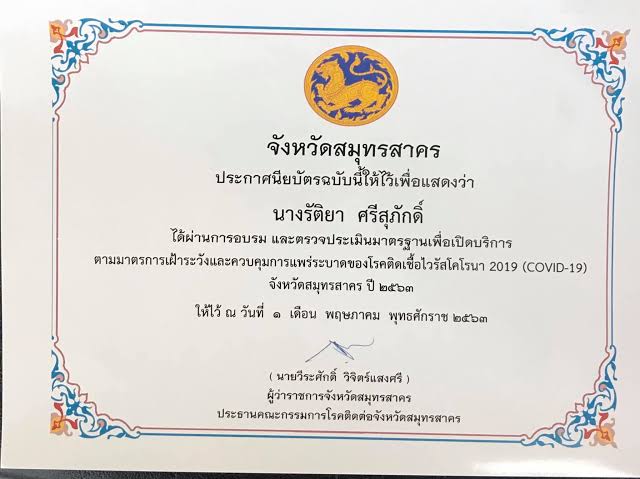 จังหวัดสมุทรสาคร
ประกาศนียบัตรฉบับนี้ให้ไว้เพื่อแสดงว่า
นางรัติยา ศรีสุภักดิ์
ได้ผ่านการอบรม และตรวจประเมินมาตรฐานเพื่อเปิดบริการ
ตามมาตรการเฝ้าระวังและควบคุมการแพร่ระบาดของโรคติดเชื้อไวรัสโคโรนา 2019 (COVID-19)
จังหวัดสมุทรสาคร ปี ๒๕๖๓
ให้ไว้ ณ วันที่ ๑ เดือน พฤษภาคม พุทธศักราช ๒๕๖๓
( นายวีระศักดิ์ วิจิตร์แสงศรี )
ผู้ว่าราชการจังหวัดสมุทรสาคร
ประธานคณะกรรมการโรคติดต่อจังหวัดสมุทรสาคร